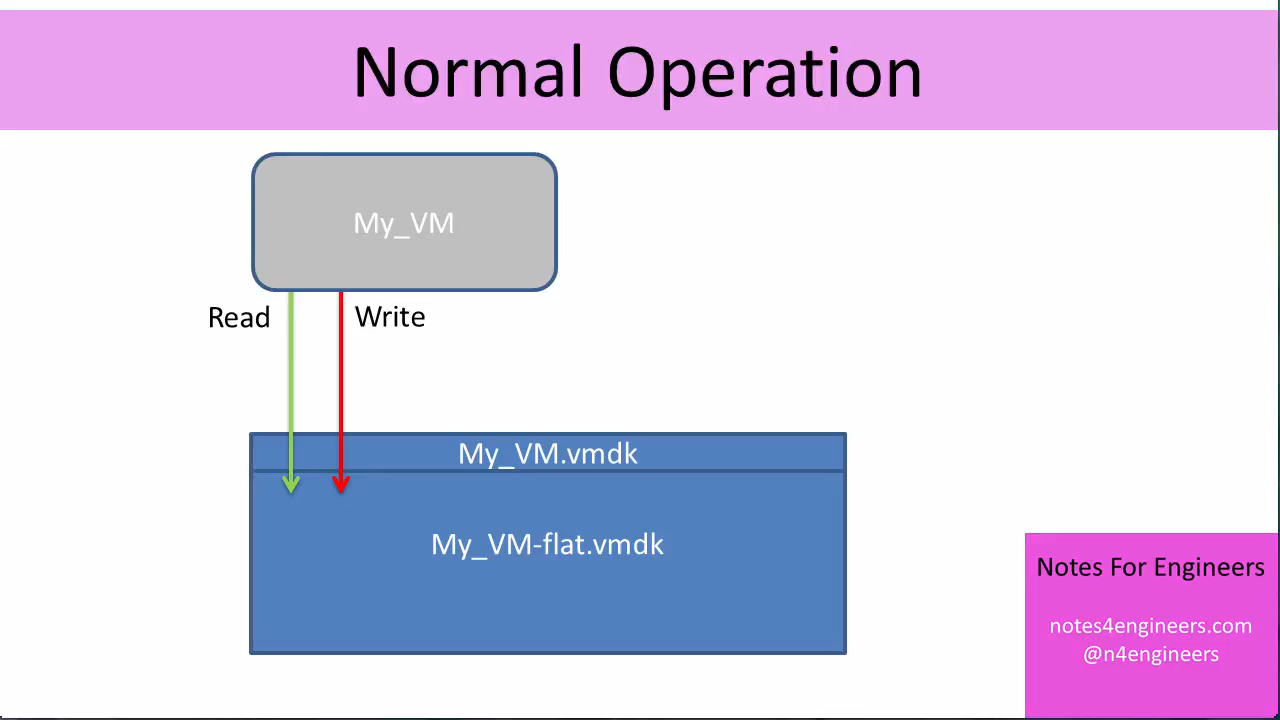 Normal Operation
My_VM
Read
Write
My_VM.vmdk
My_VM-flat.vmdk
Notes For Engineers
notes4engineers.com
@n4engineers